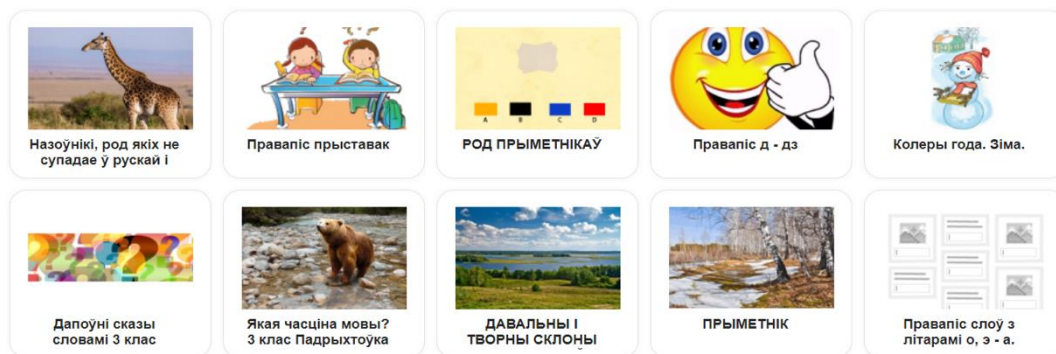 Назоўнікі, род якіх не
супадае ў рускай і
Правапіс прыставак
A B C D
РОД ПРЫМЕТНІКАЎ
Правапіс д - дз
Колеры года. Зіма.
Дапоўні сказы
словамі 3 клас
Якая часціна мовы?
3 клас Падрыхтоўка
ДАВАЛЬНЫ І
ТВОРНЫ СКЛОНЫ
ПРЫМЕТНІК
Правапіс слоў з
літарамі о, э - а.